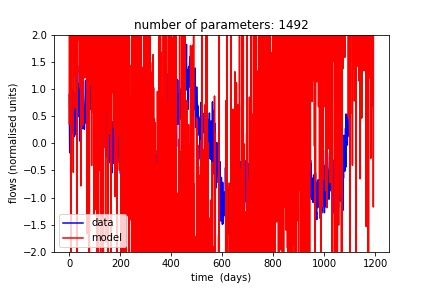 number of parameters: 1492
flows (normalised units)
2.0
1.5
1.0
0.5
0.0
−0.5
−1.0
−1.5
−2.0
data
model
0 200 400 600 800 1000 1200
time (days)